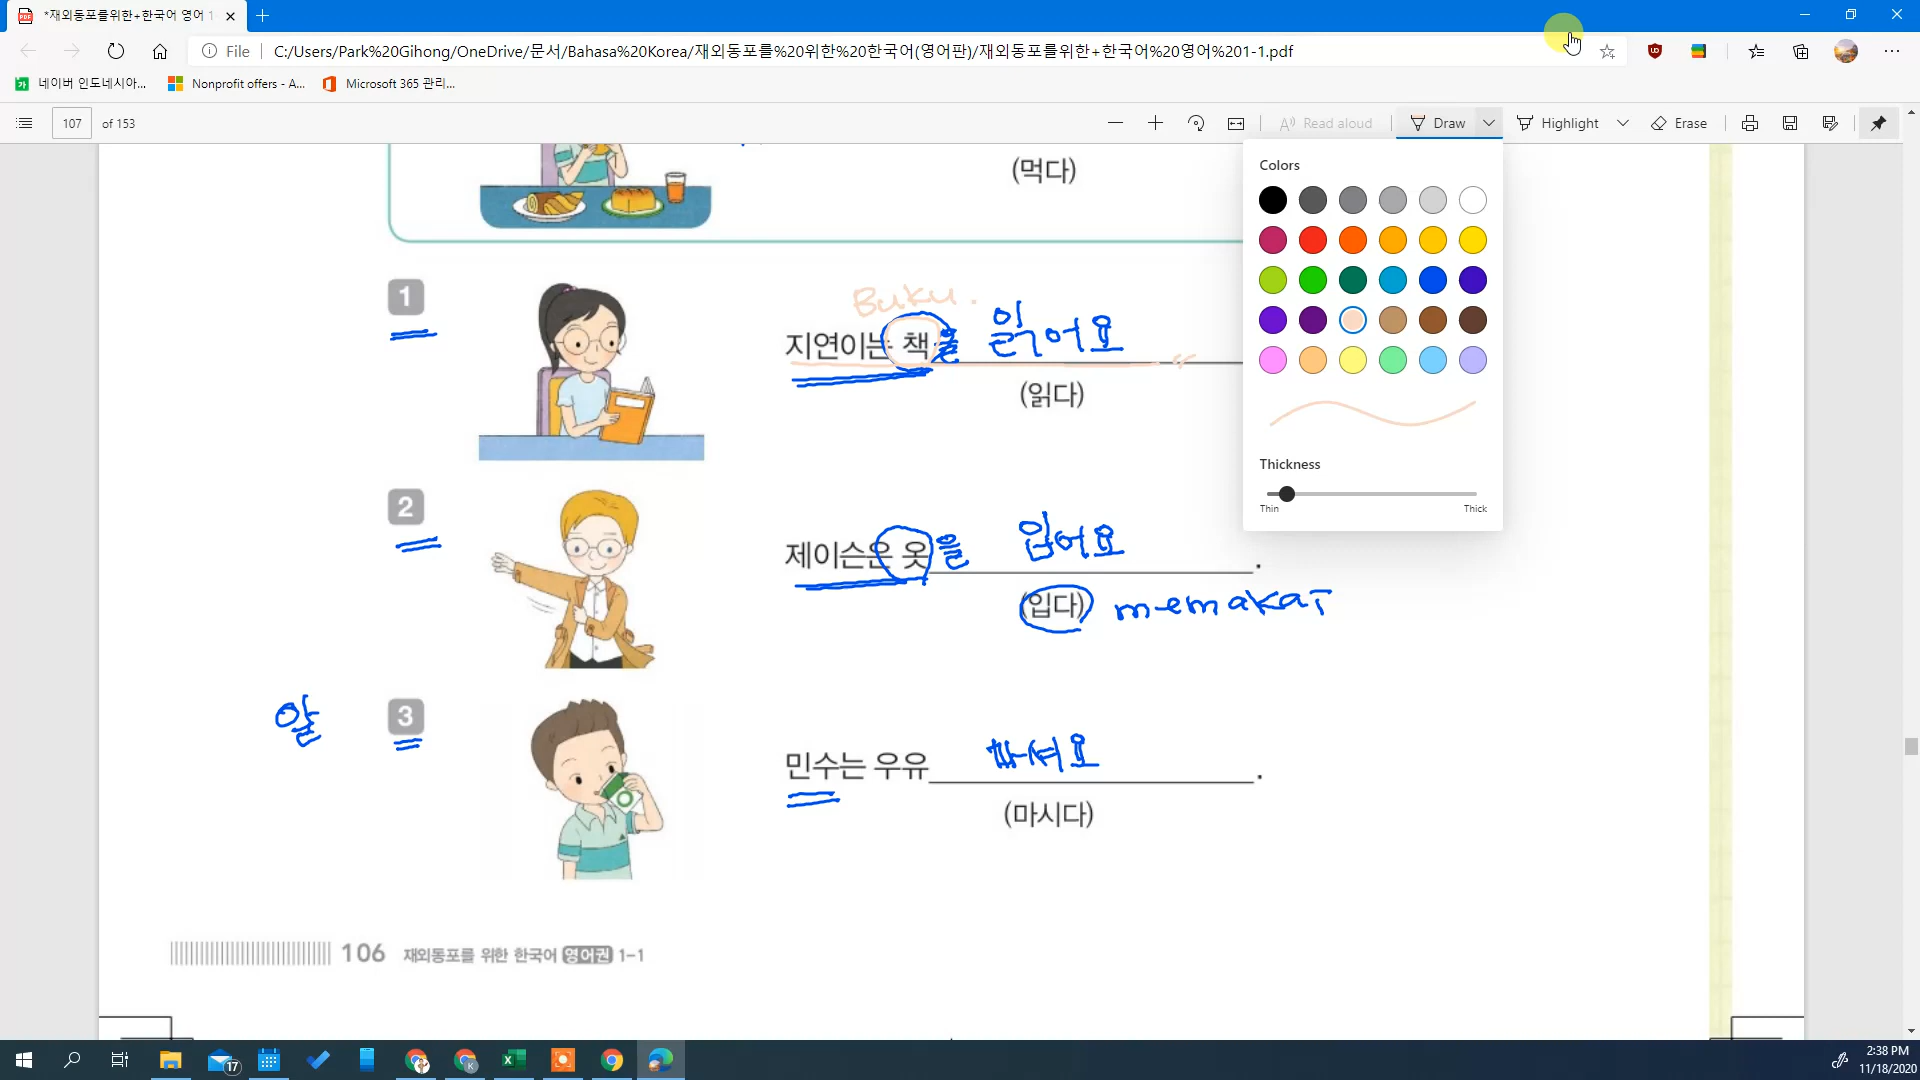 *재외동포를위한+한국어 영어 1
File
C:/Users/Park%20Gihong/OneDrive/문서/Bahasa%20Korea/재외동포를%20위한%20한국어(영어판)/재외동포를위한+한국어%20영어%201-1.pdf
네이버 인도네시아...
Nonprofit offers - A...
Microsoft 365 관리...
107 of 153
Read aloud
Draw
Highlight
Erase
(먹다)
Colors
Thickness
Thin Thick
1
Buku.
지연이는 책을 읽어요
(읽다)
2
제이슨은 옷을 입어요.
(입다) memakai
알
3
민수는 우유 마셔요.
(마시다)
106 재외동포를 위한 한국어 영어권 1-1
17
2:38 PM
11/18/2020